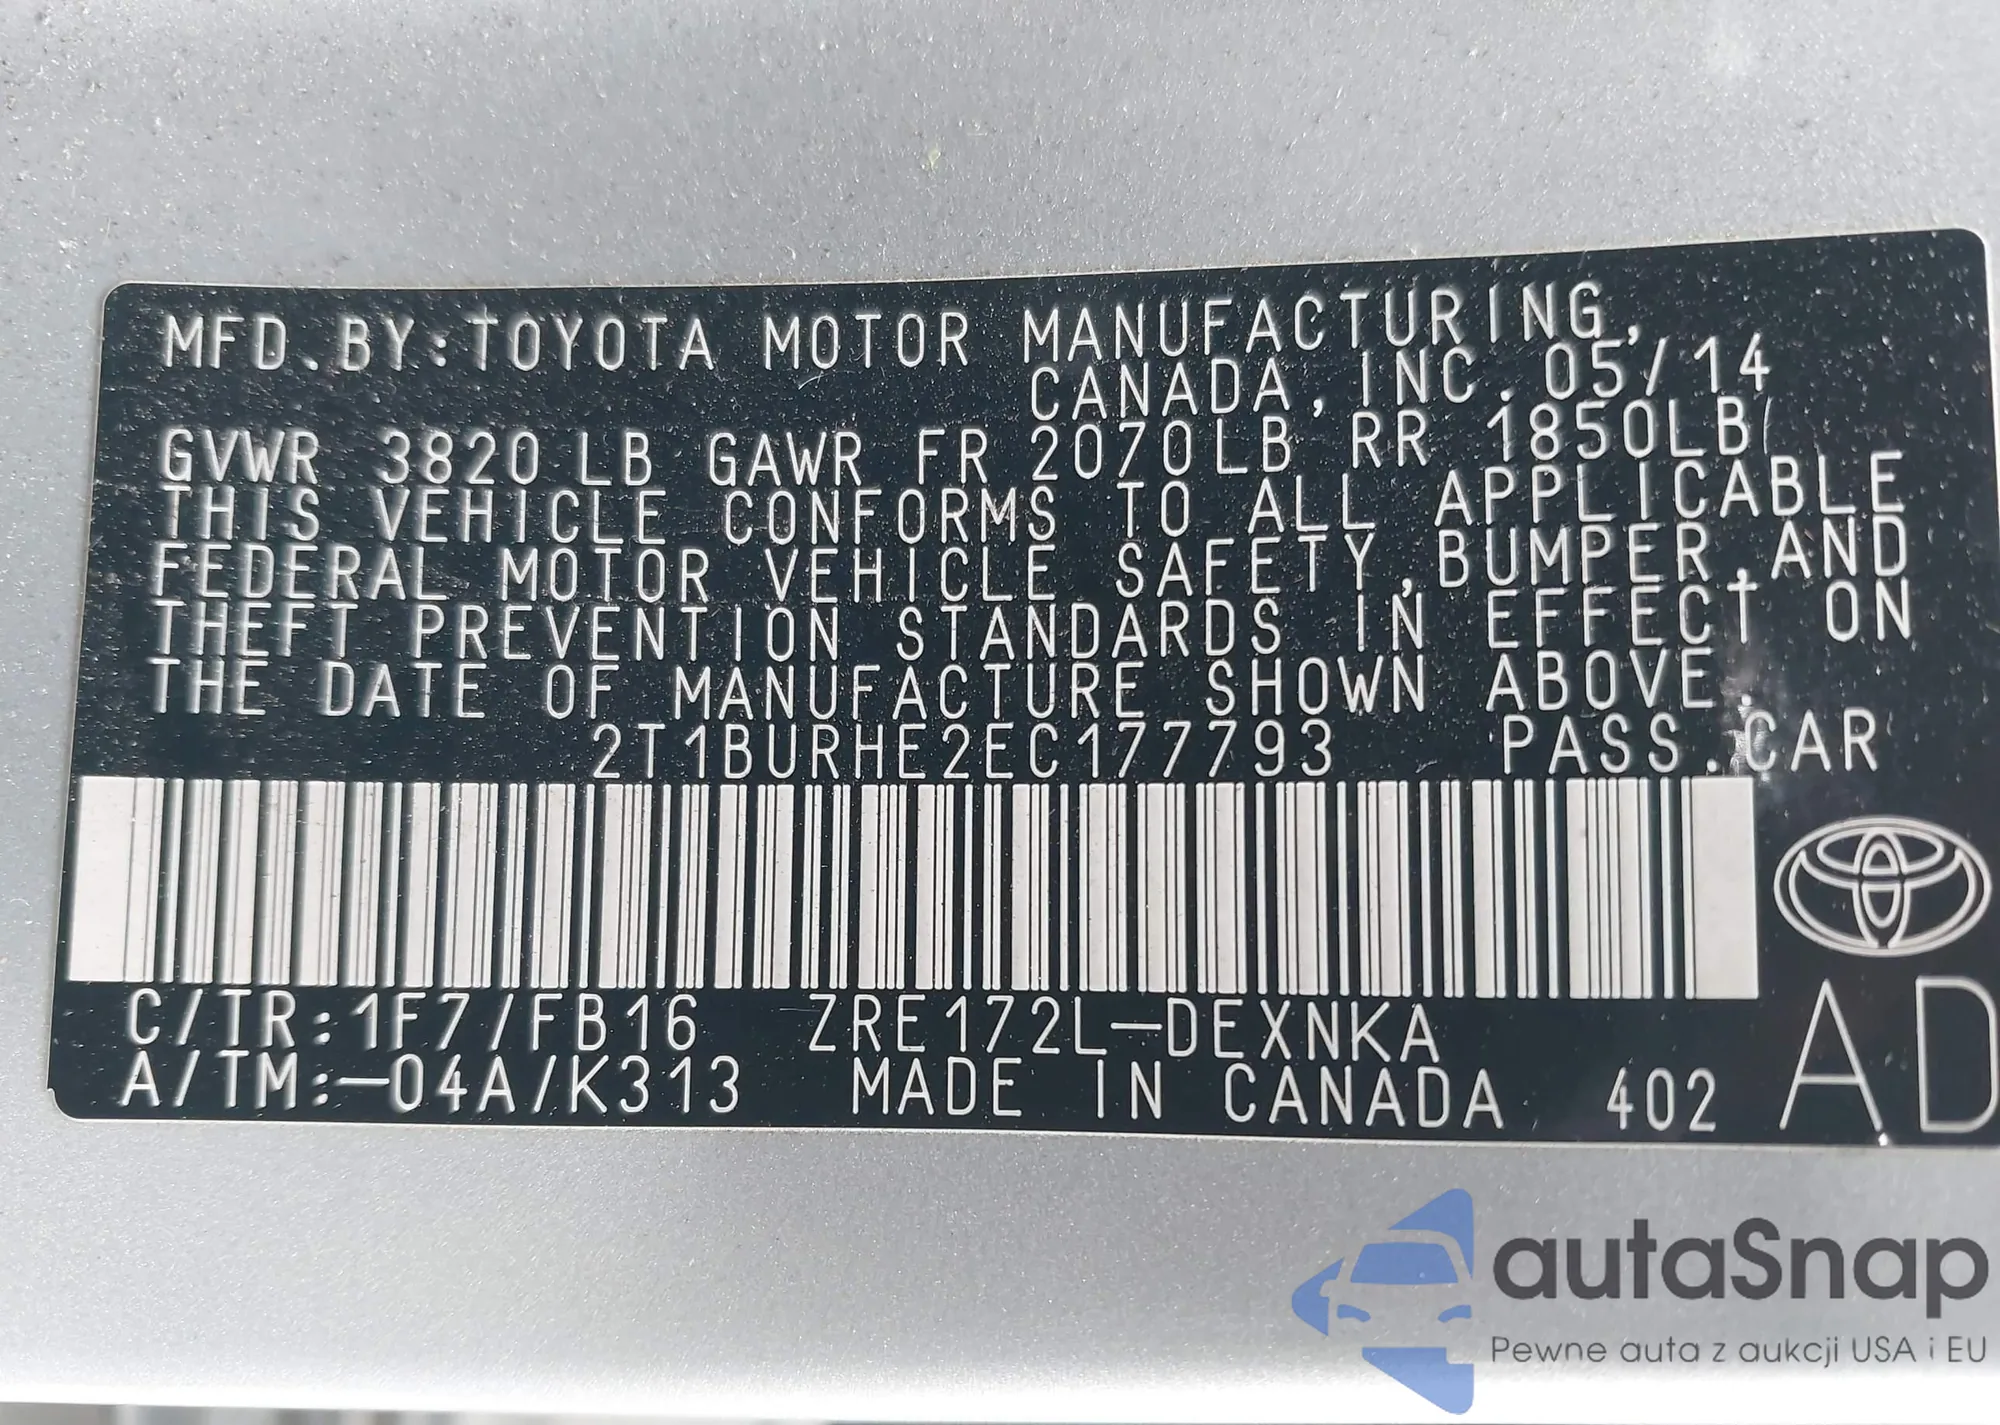 MFD.BY:TOYOTA MOTOR MANUFACTURING,
CANADA, INC. 05/14
GVWR 3820LB GAWR FR 2070LB RR 1850LB
THIS VEHICLE CONFORMS TO ALL APPLICABLE
FEDERAL MOTOR VEHICLE SAFETY, BUMPER, AND
THEFT PREVENTION STANDARDS IN EFFECT ON
THE DATE OF MANUFACTURE SHOWN ABOVE.
2T1BURHE2EC177793 PASS.CAR
C/TR:1F7/FB16 ZRE172L-DEXNKA
A/TM:-04A/K313 MADE IN CANADA 402 AD
autaSnap
Pewne auta z aukcji USA i EU